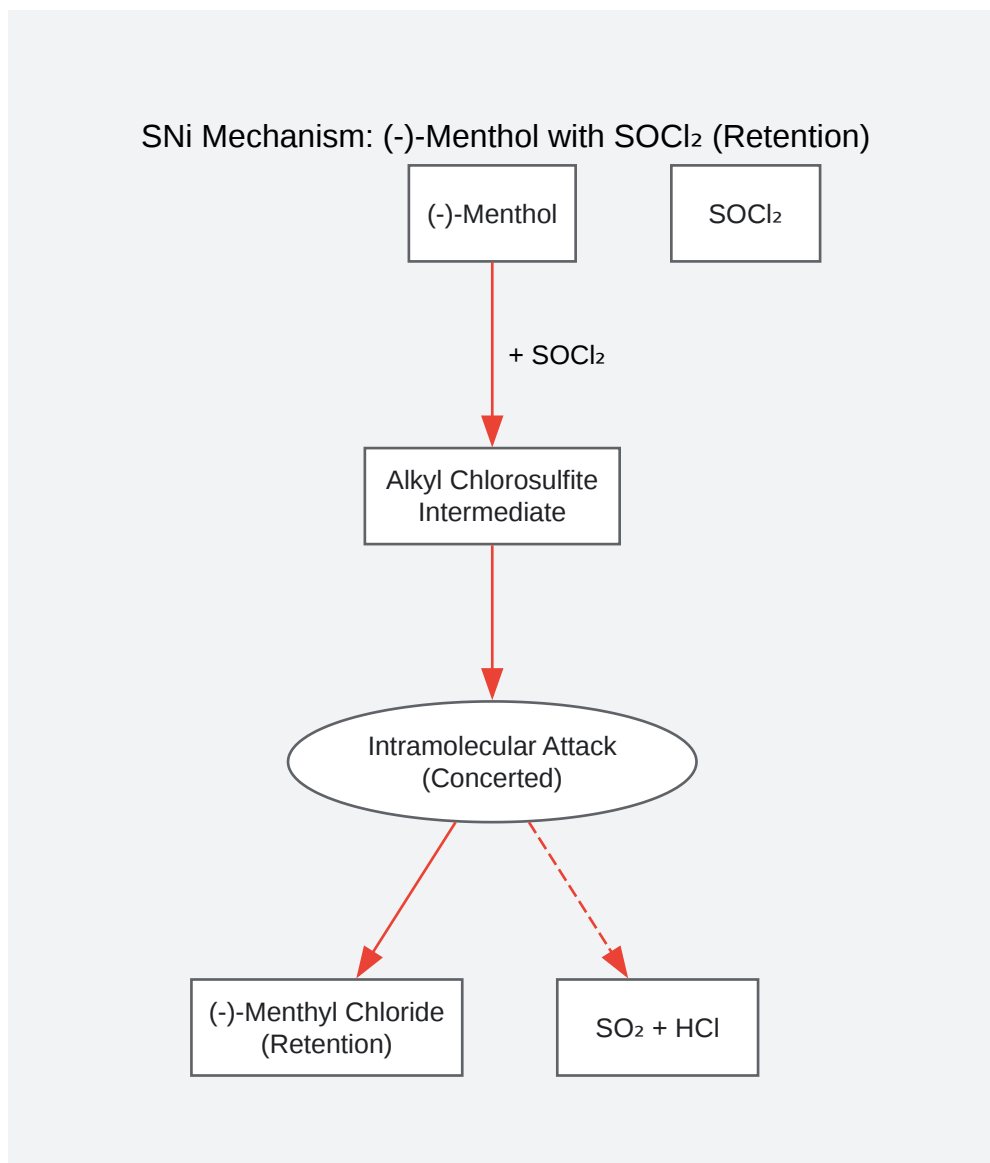 SNi Mechanism: (-)-Menthol with SOCl₂ (Retention)
(-)-Menthol
SOCl₂
+ SOCl₂
Alkyl Chlorosulfite
Intermediate
Intramolecular Attack
(Concerted)
(-)-Menthyl Chloride
(Retention)
SO₂ + HCl